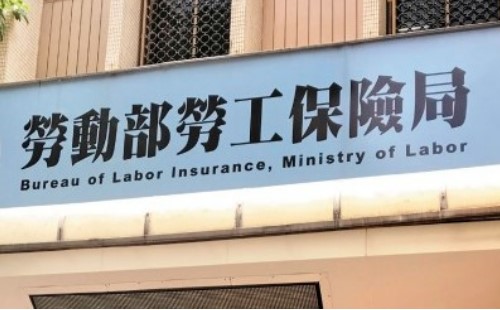 勞動部勞工保險局
Bureau of Labor Insurance, Ministry of Labor